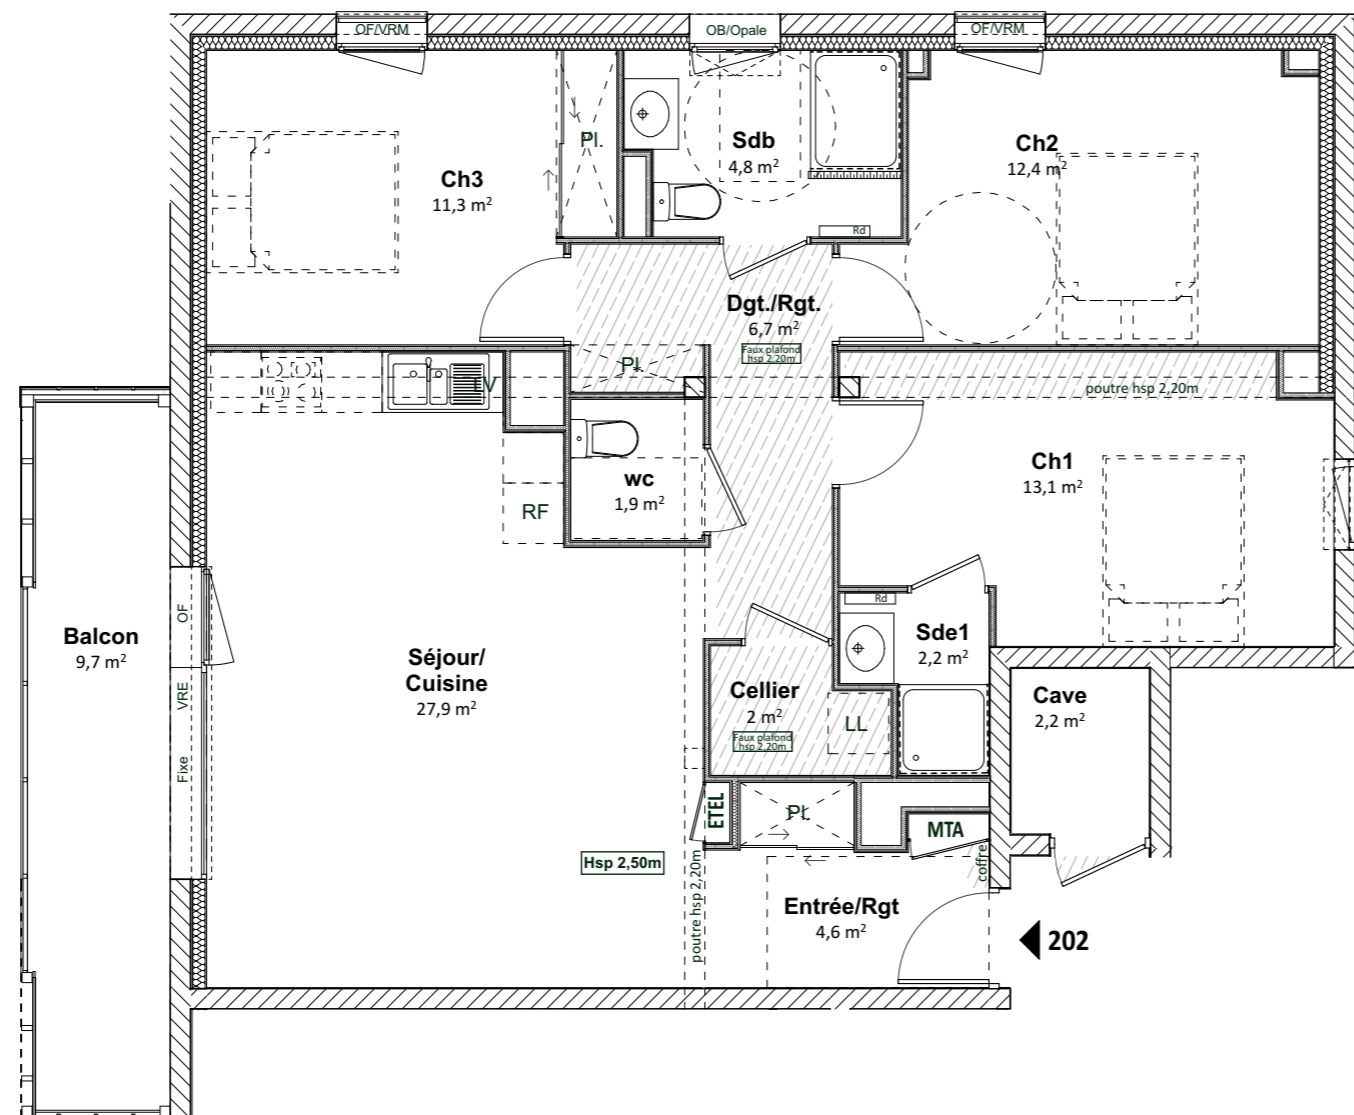 OF/VRM
OB/Opale
OF/VRM
Pl.
Sdb
4,8 m²
Ch2
12,4 m²
Ch3
11,3 m²
Rd
Dgt./Rgt.
6,7 m²
Faux plafond
hsp 2,20m
Pl.
LV
poutre hsp 2,20m
Ch1
13,1 m²
wc
1,9 m²
RF
OF
Rd
Balcon
9,7 m²
Séjour/
Cuisine
27,9 m²
Sde1
2,2 m²
VRE
Cellier
2 m²
Faux plafond
hsp 2,20m
LL
Cave
2,2 m²
Fixe
ETEL
PL
MTA
coffre
Hsp 2,50m
poutre hsp 2,20m
Entrée/Rgt
4,6 m²
202